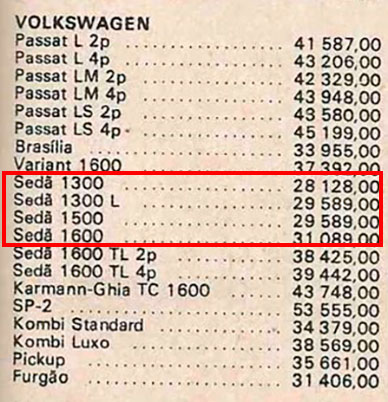 VOLKSWAGEN
Passat L 2p .................... 41 587,00
Passat L 4p .................... 43 206,00
Passat LM 2p .................... 42 329,00
Passat LM 4p .................... 43 948,00
Passat LS 2p .................... 43 580,00
Passat LS 4p .................... 45 199,00
Brasília .................... 33 955,00
Variant 1600 .................... 37 392,00
Sedã 1300 .................... 28 128,00
Sedã 1300 L .................... 29 589,00
Sedã 1500 .................... 29 589,00
Sedã 1600 .................... 31 089,00
Sedã 1600 TL 2p .................... 38 425,00
Sedã 1600 TL 4p .................... 39 442,00
Karmann-Ghia TC 1600 .................... 43 748,00
SP-2 .................... 53 555,00
Kombi Standard .................... 34 379,00
Kombi Luxo .................... 38 569,00
Pickup .................... 35 661,00
Furgão .................... 31 406,00